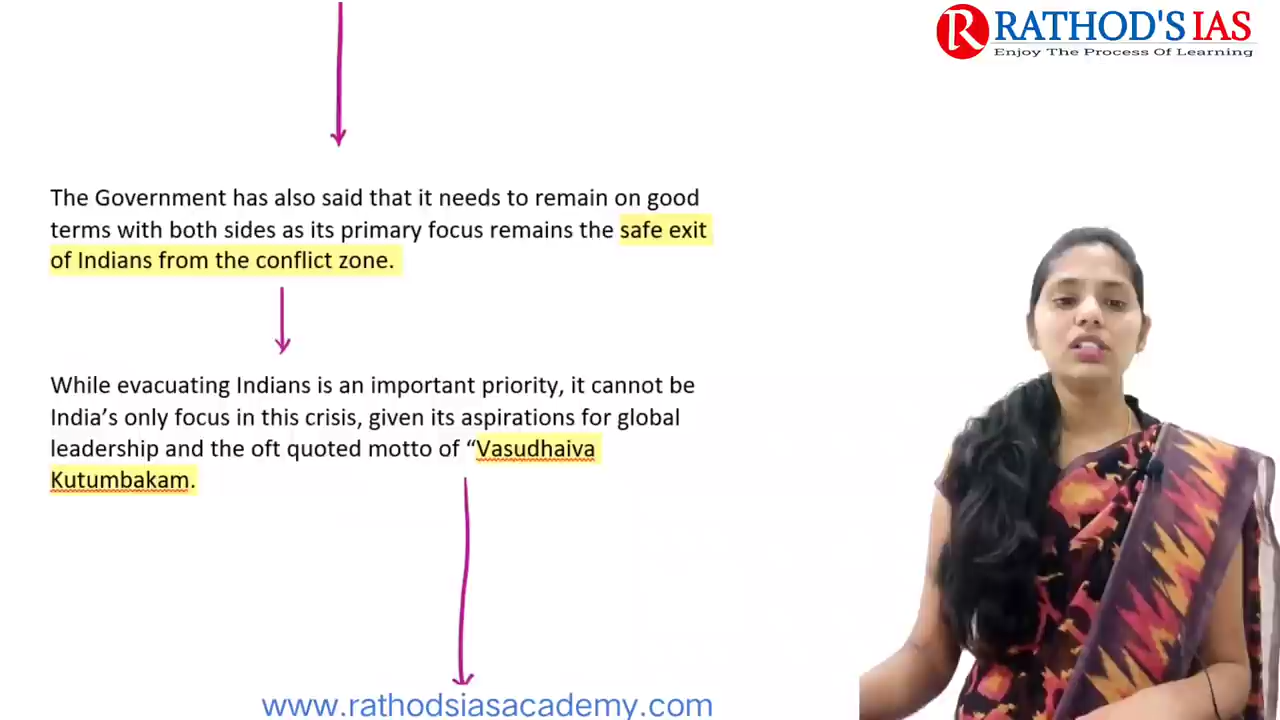 RATHOD'S IAS
Enjoy The Process Of Learning
The Government has also said that it needs to remain on good
terms with both sides as its primary focus remains the safe exit
of Indians from the conflict zone.
While evacuating Indians is an important priority, it cannot be
India’s only focus in this crisis, given its aspirations for global
leadership and the oft quoted motto of “Vasudhaiva
Kutumbakam.
www.rathodsiasacademy.com